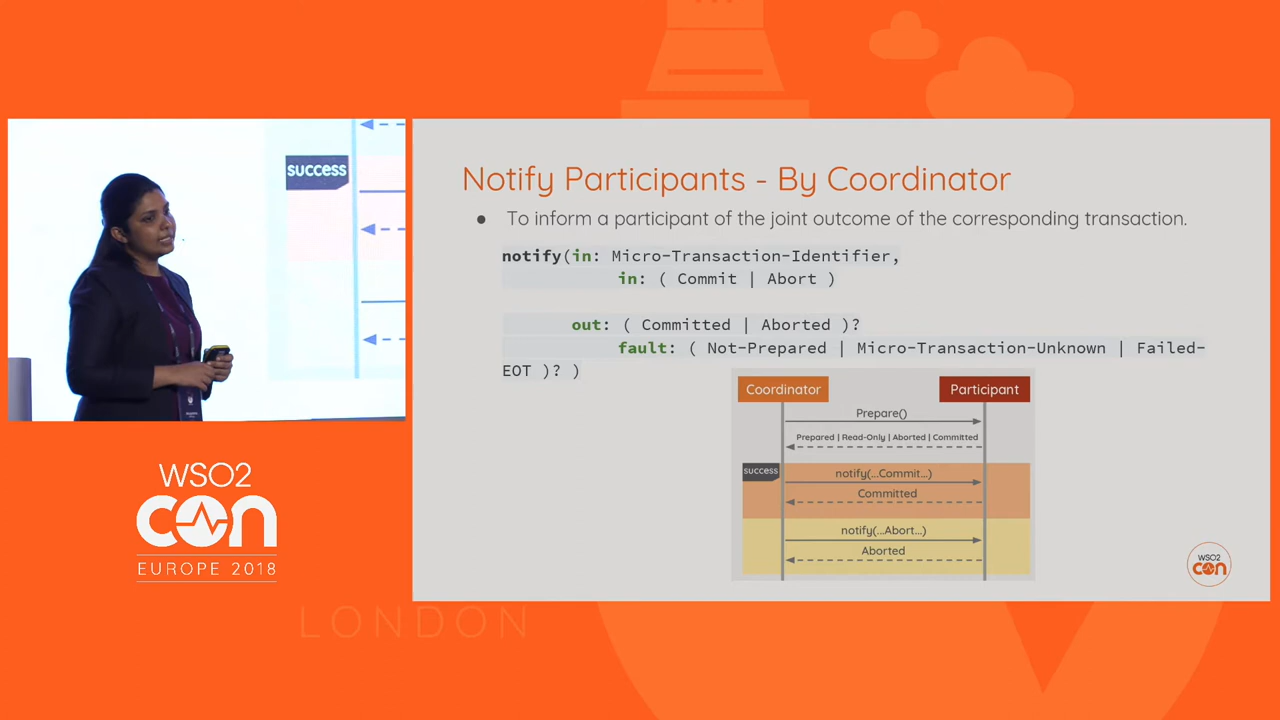 success
WSO2
CON
EUROPE 2018
LONDON
Notify Participants - By Coordinator
● To inform a participant of the joint outcome of the corresponding transaction.
notify(in: Micro-Transaction-Identifier,
in: ( Commit | Abort )
out: ( Committed | Aborted )?
fault: ( Not-Prepared | Micro-Transaction-Unknown | Failed-
EOT )? )
Coordinator
Participant
Prepare()
Prepared | Read-Only | Aborted | Committed
success
notify(...Commit...)
Committed
notify(...Abort...)
Aborted
WSO2
CON